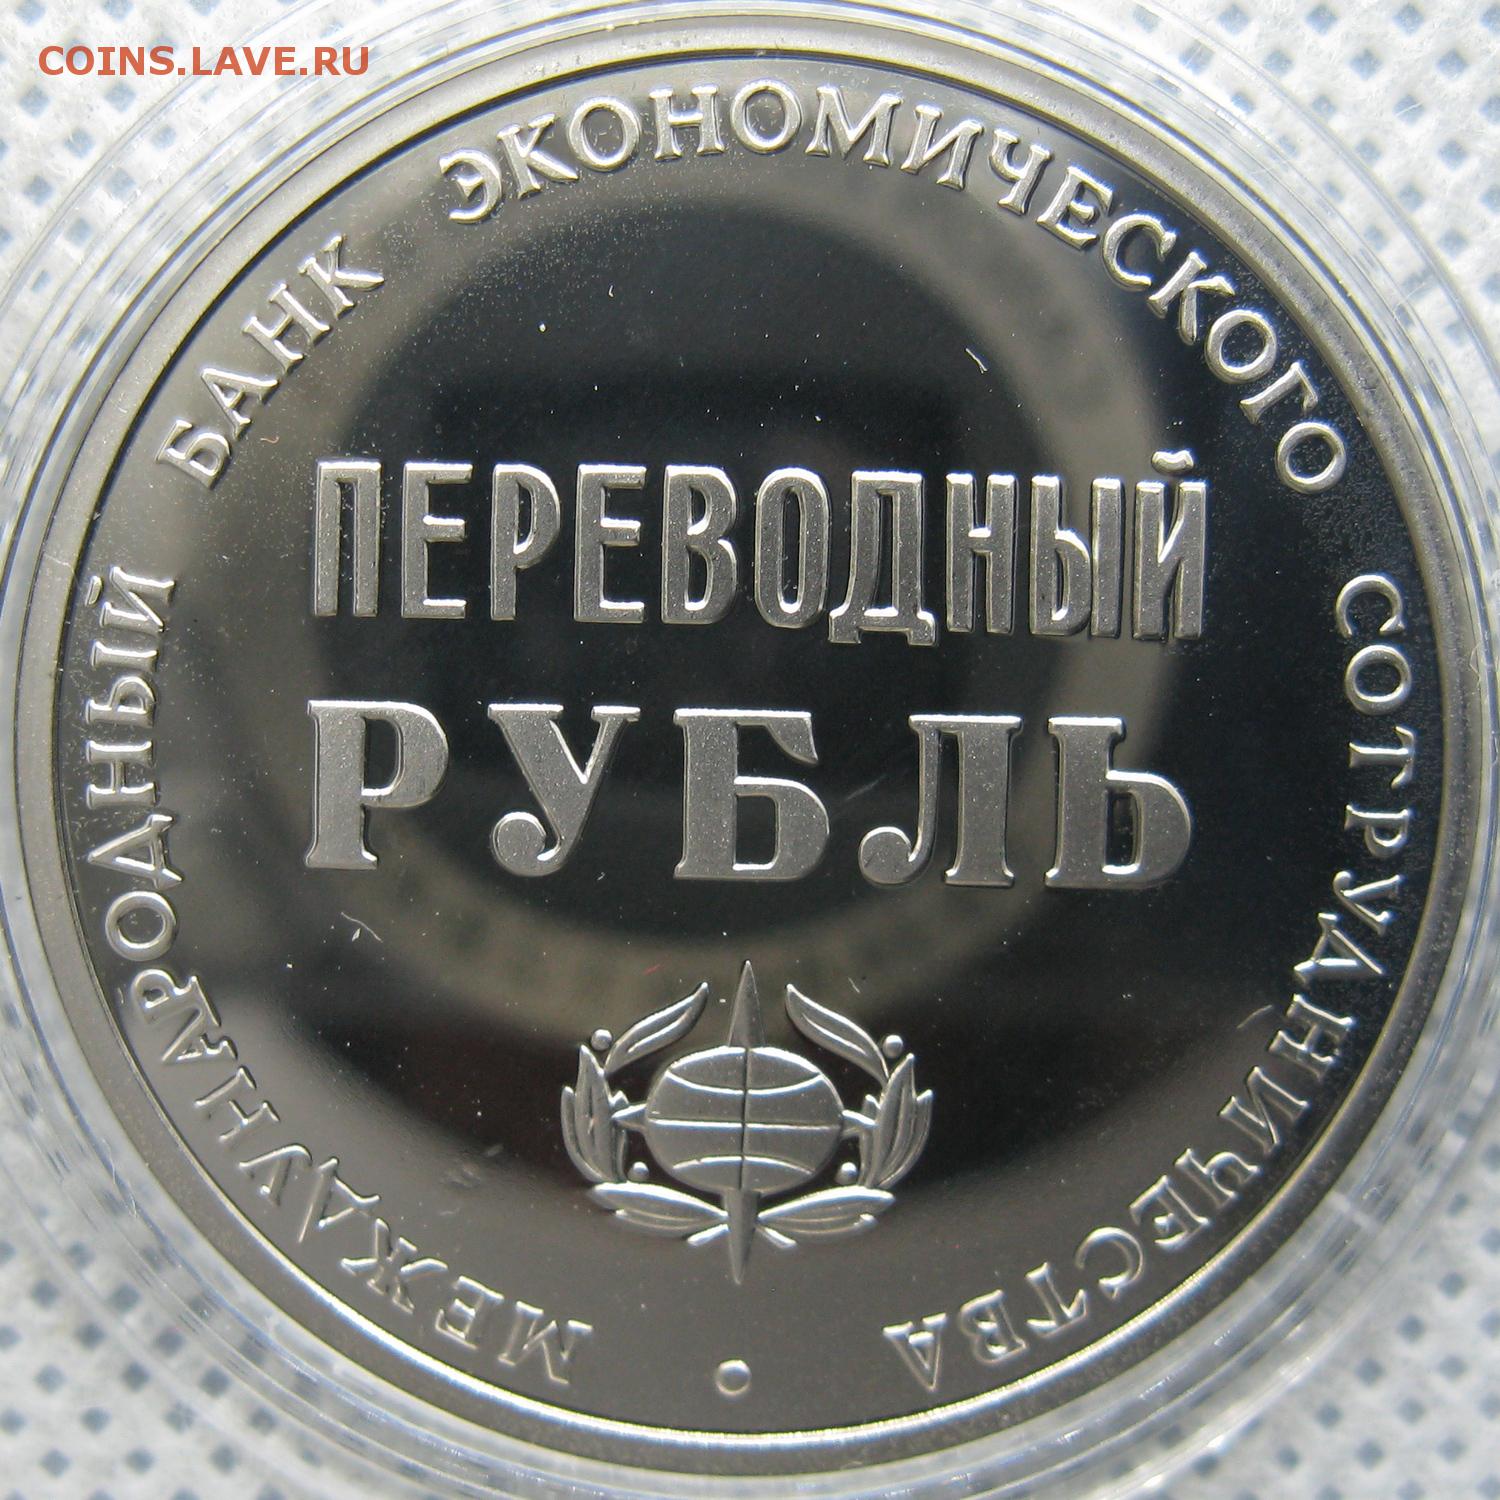 COINS.LAVE.RU
МЕЖДУНАРОДНЫЙ БАНК ЭКОНОМИЧЕСКОГО СОТРУДНИЧЕСТВА
ПЕРЕВОДНЫЙ
РУБЛЬ